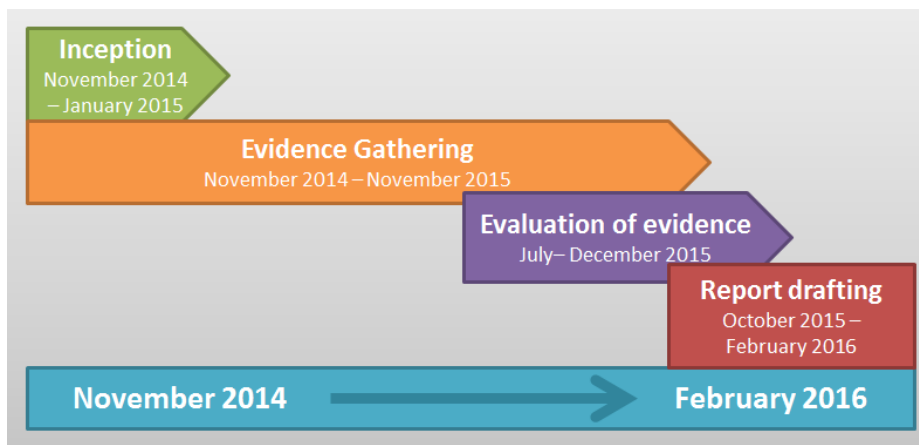 Inception
November 2014
– January 2015
Evidence Gathering
November 2014 – November 2015
Evaluation of evidence
July– December 2015
Report drafting
October 2015 –
February 2016
November 2014
February 2016